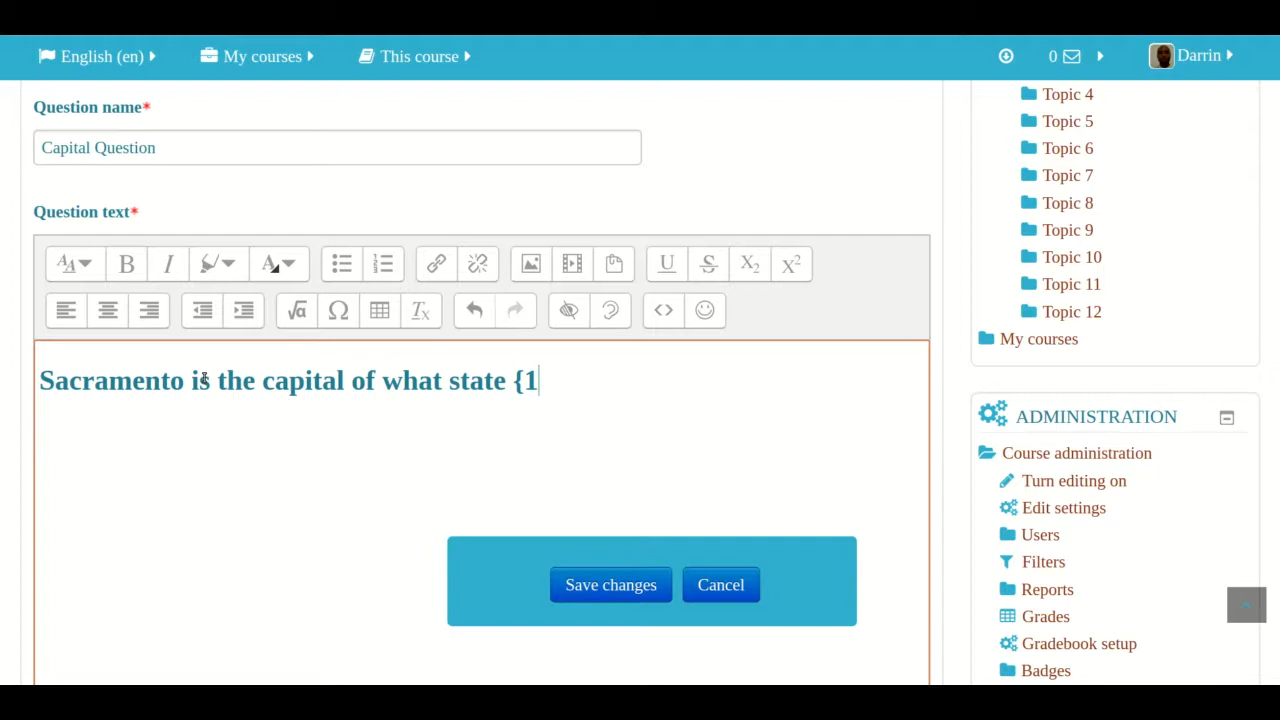 English (en) My courses This course 0 Darrin
Question name*
Capital Question
Question text*
Sacramento is the capital of what state {1
Save changes Cancel
Topic 4
Topic 5
Topic 6
Topic 7
Topic 8
Topic 9
Topic 10
Topic 11
Topic 12
My courses
ADMINISTRATION
Course administration
Turn editing on
Edit settings
Users
Filters
Reports
Grades
Gradebook setup
Badges